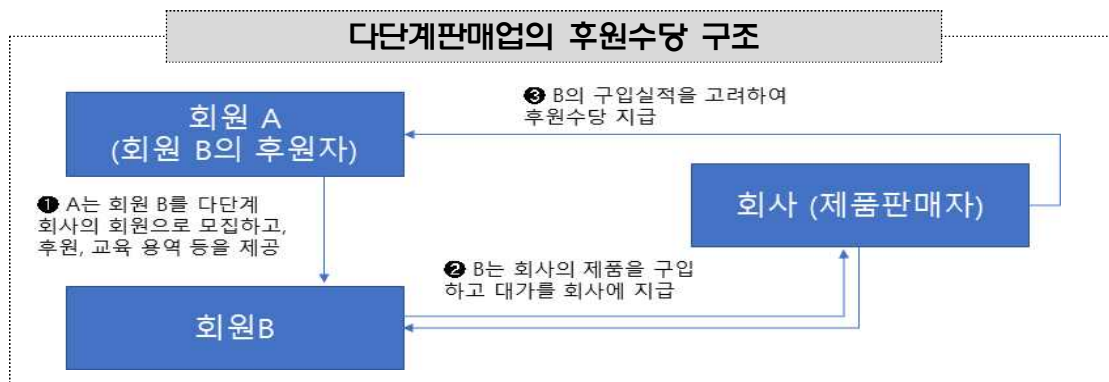 다단계판매업의 후원수당 구조
❸ B의 구입실적을 고려하여
후원수당 지급
회원 A
(회원 B의 후원자)
❶ A는 회원 B를 다단계
회사의 회원으로 모집하고,
후원, 교육 용역 등을 제공
회사 (제품판매자)
❷ B는 회사의 제품을 구입
하고 대가를 회사에 지급
회원B